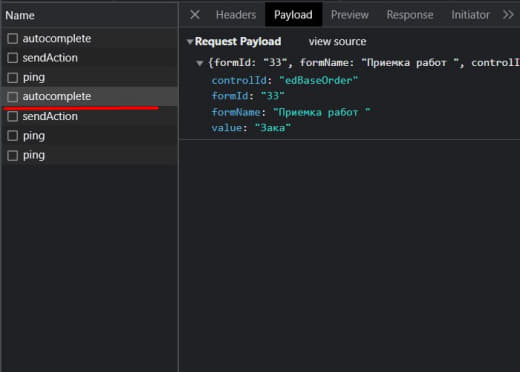 Name
autocomplete
sendAction
ping
autocomplete
sendAction
ping
ping
Headers Payload Preview Response Initiator
Request Payload view source
{formId: "33", formName: "Приемка работ ", controlI
controlId: "edBaseOrder"
formId: "33"
formName: "Приемка работ "
value: "Зака"